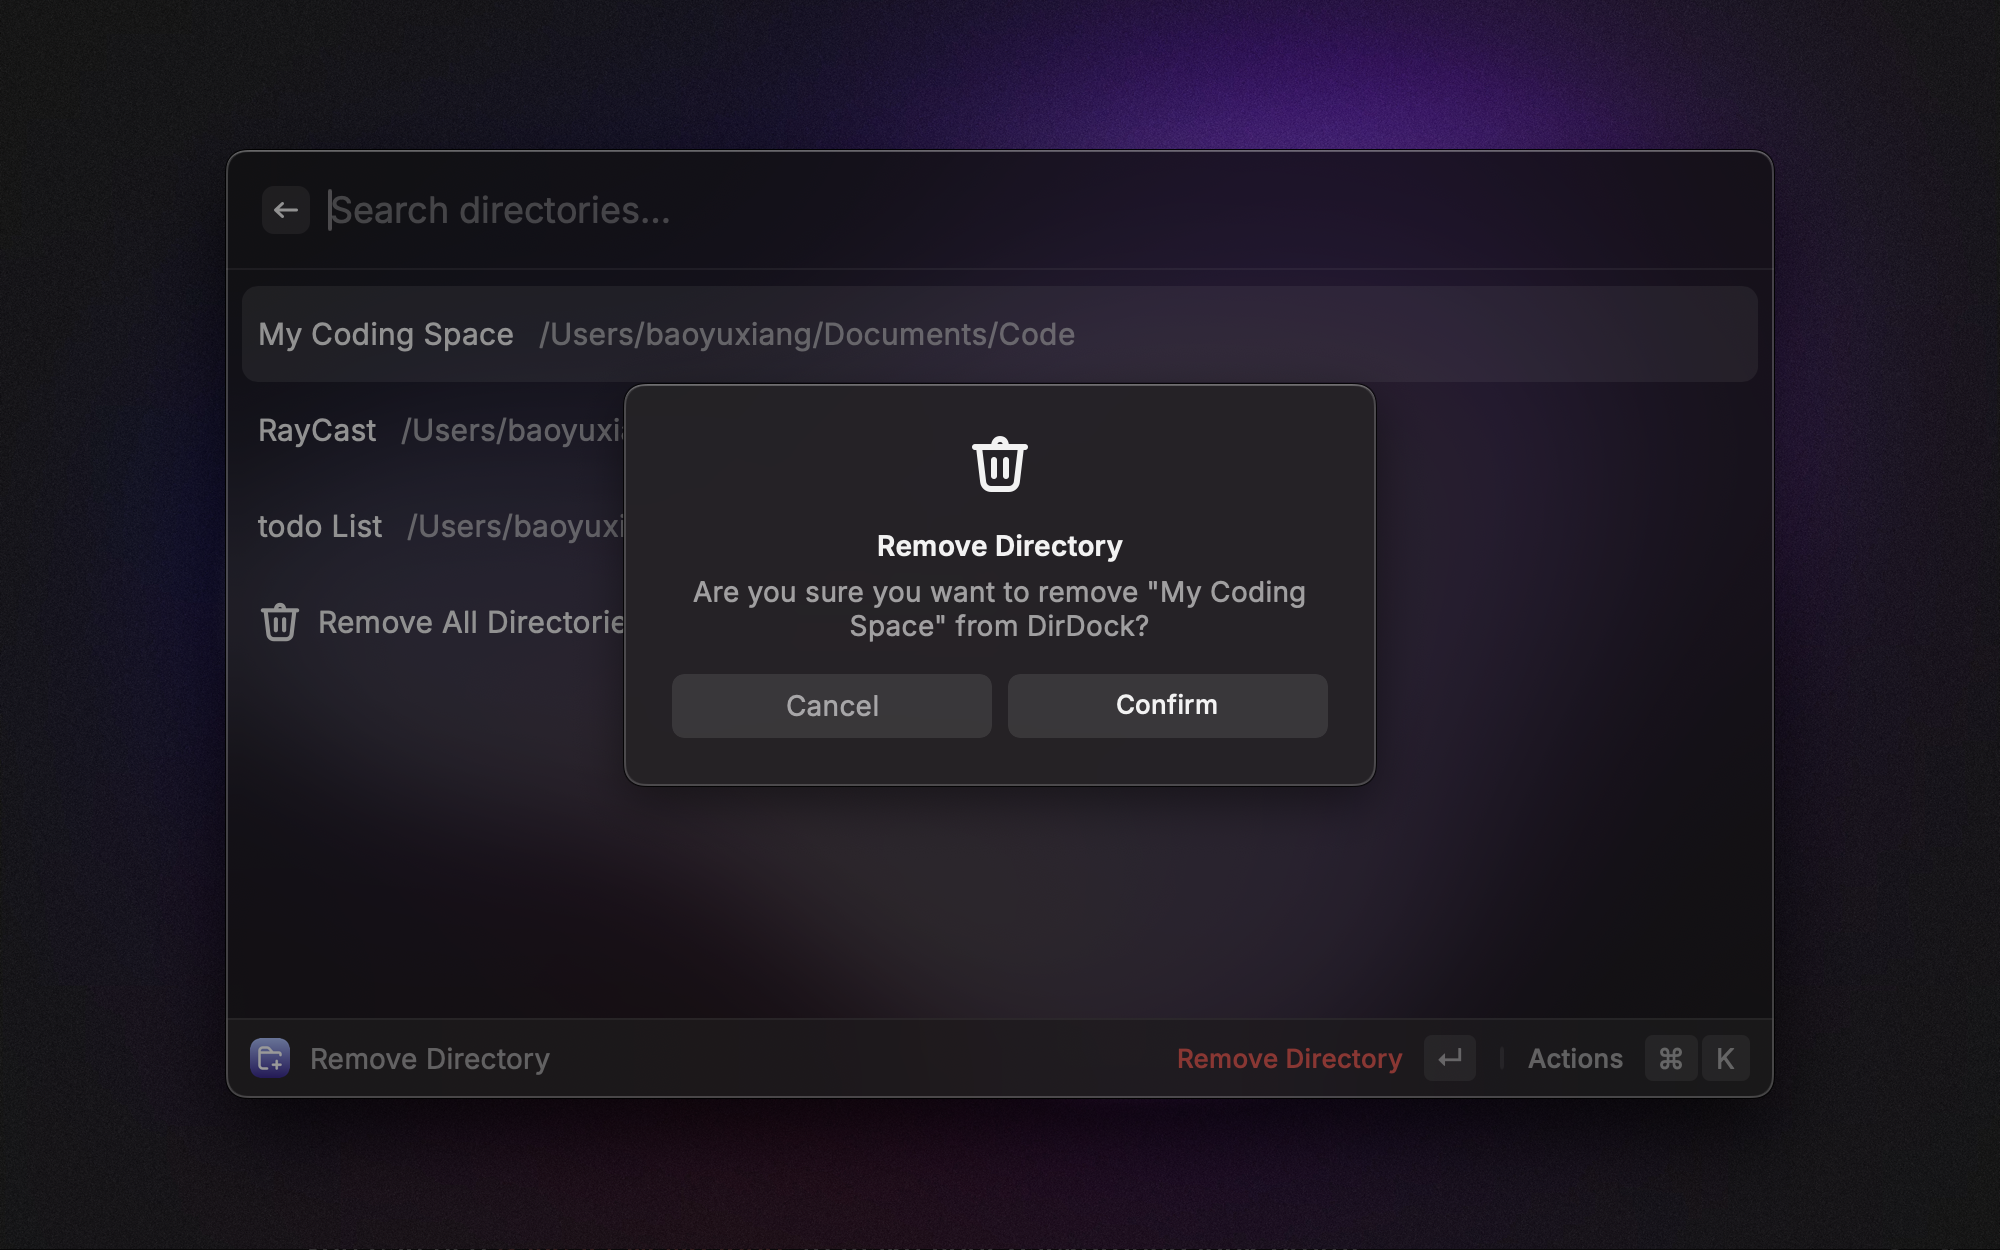 Search directories...
My Coding Space /Users/baoyuxiang/Documents/Code
RayCast /Users/baoyuxi
todo List /Users/baoyuxi
Remove All Directorie
Remove Directory
Are you sure you want to remove "My Coding
Space" from DirDock?
Cancel Confirm
Remove Directory Remove Directory Actions ⌘ K